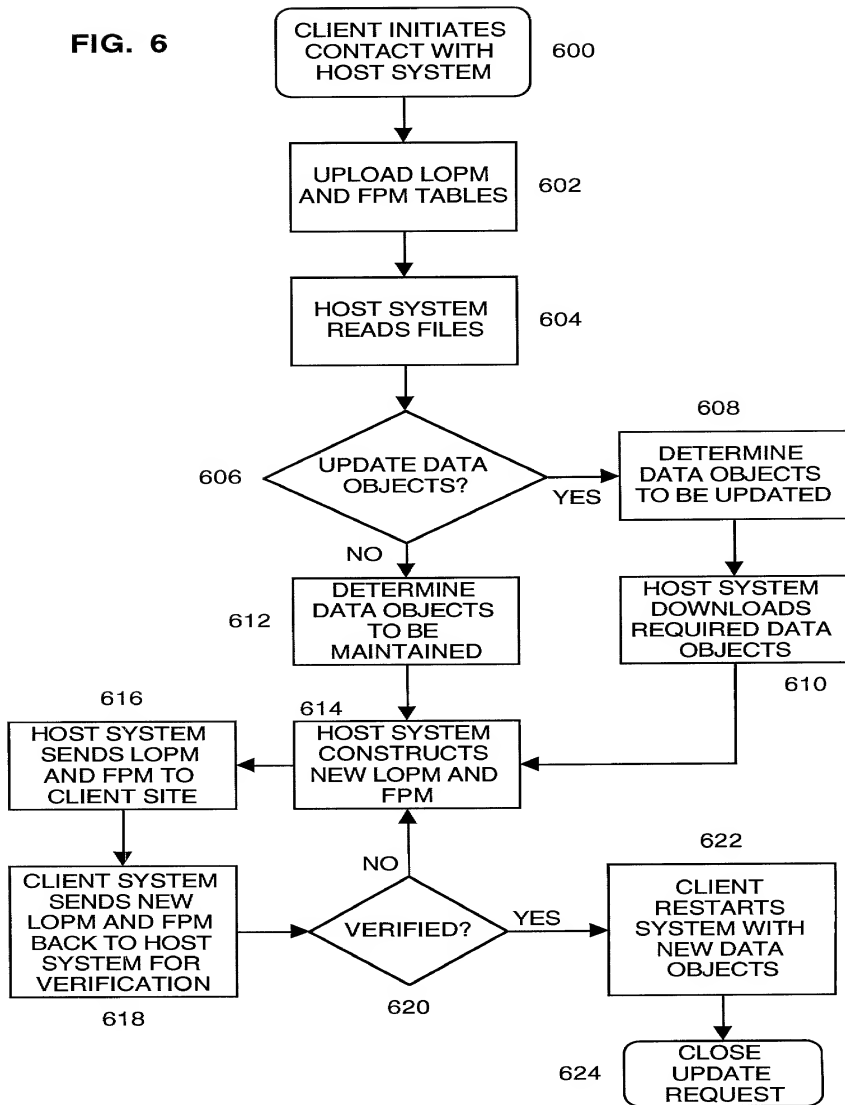 FIG. 6
CLIENT INITIATES
CONTACT WITH
HOST SYSTEM
600
UPLOAD LOPM
AND FPM TABLES
602
HOST SYSTEM
READS FILES
604
606
UPDATE DATA
OBJECTS?
YES
NO
608
DETERMINE
DATA OBJECTS
TO BE UPDATED
HOST SYSTEM
DOWNLOADS
REQUIRED DATA
OBJECTS
610
612
DETERMINE
DATA OBJECTS
TO BE
MAINTAINED
614
HOST SYSTEM
CONSTRUCTS
NEW LOPM AND
FPM
616
HOST SYSTEM
SENDS LOPM
AND FPM TO
CLIENT SITE
CLIENT SYSTEM
SENDS NEW
LOPM AND FPM
BACK TO HOST
SYSTEM FOR
VERIFICATION
618
NO
VERIFIED?
YES
620
622
CLIENT
RESTARTS
SYSTEM WITH
NEW DATA
OBJECTS
624
CLOSE
UPDATE
REQUEST